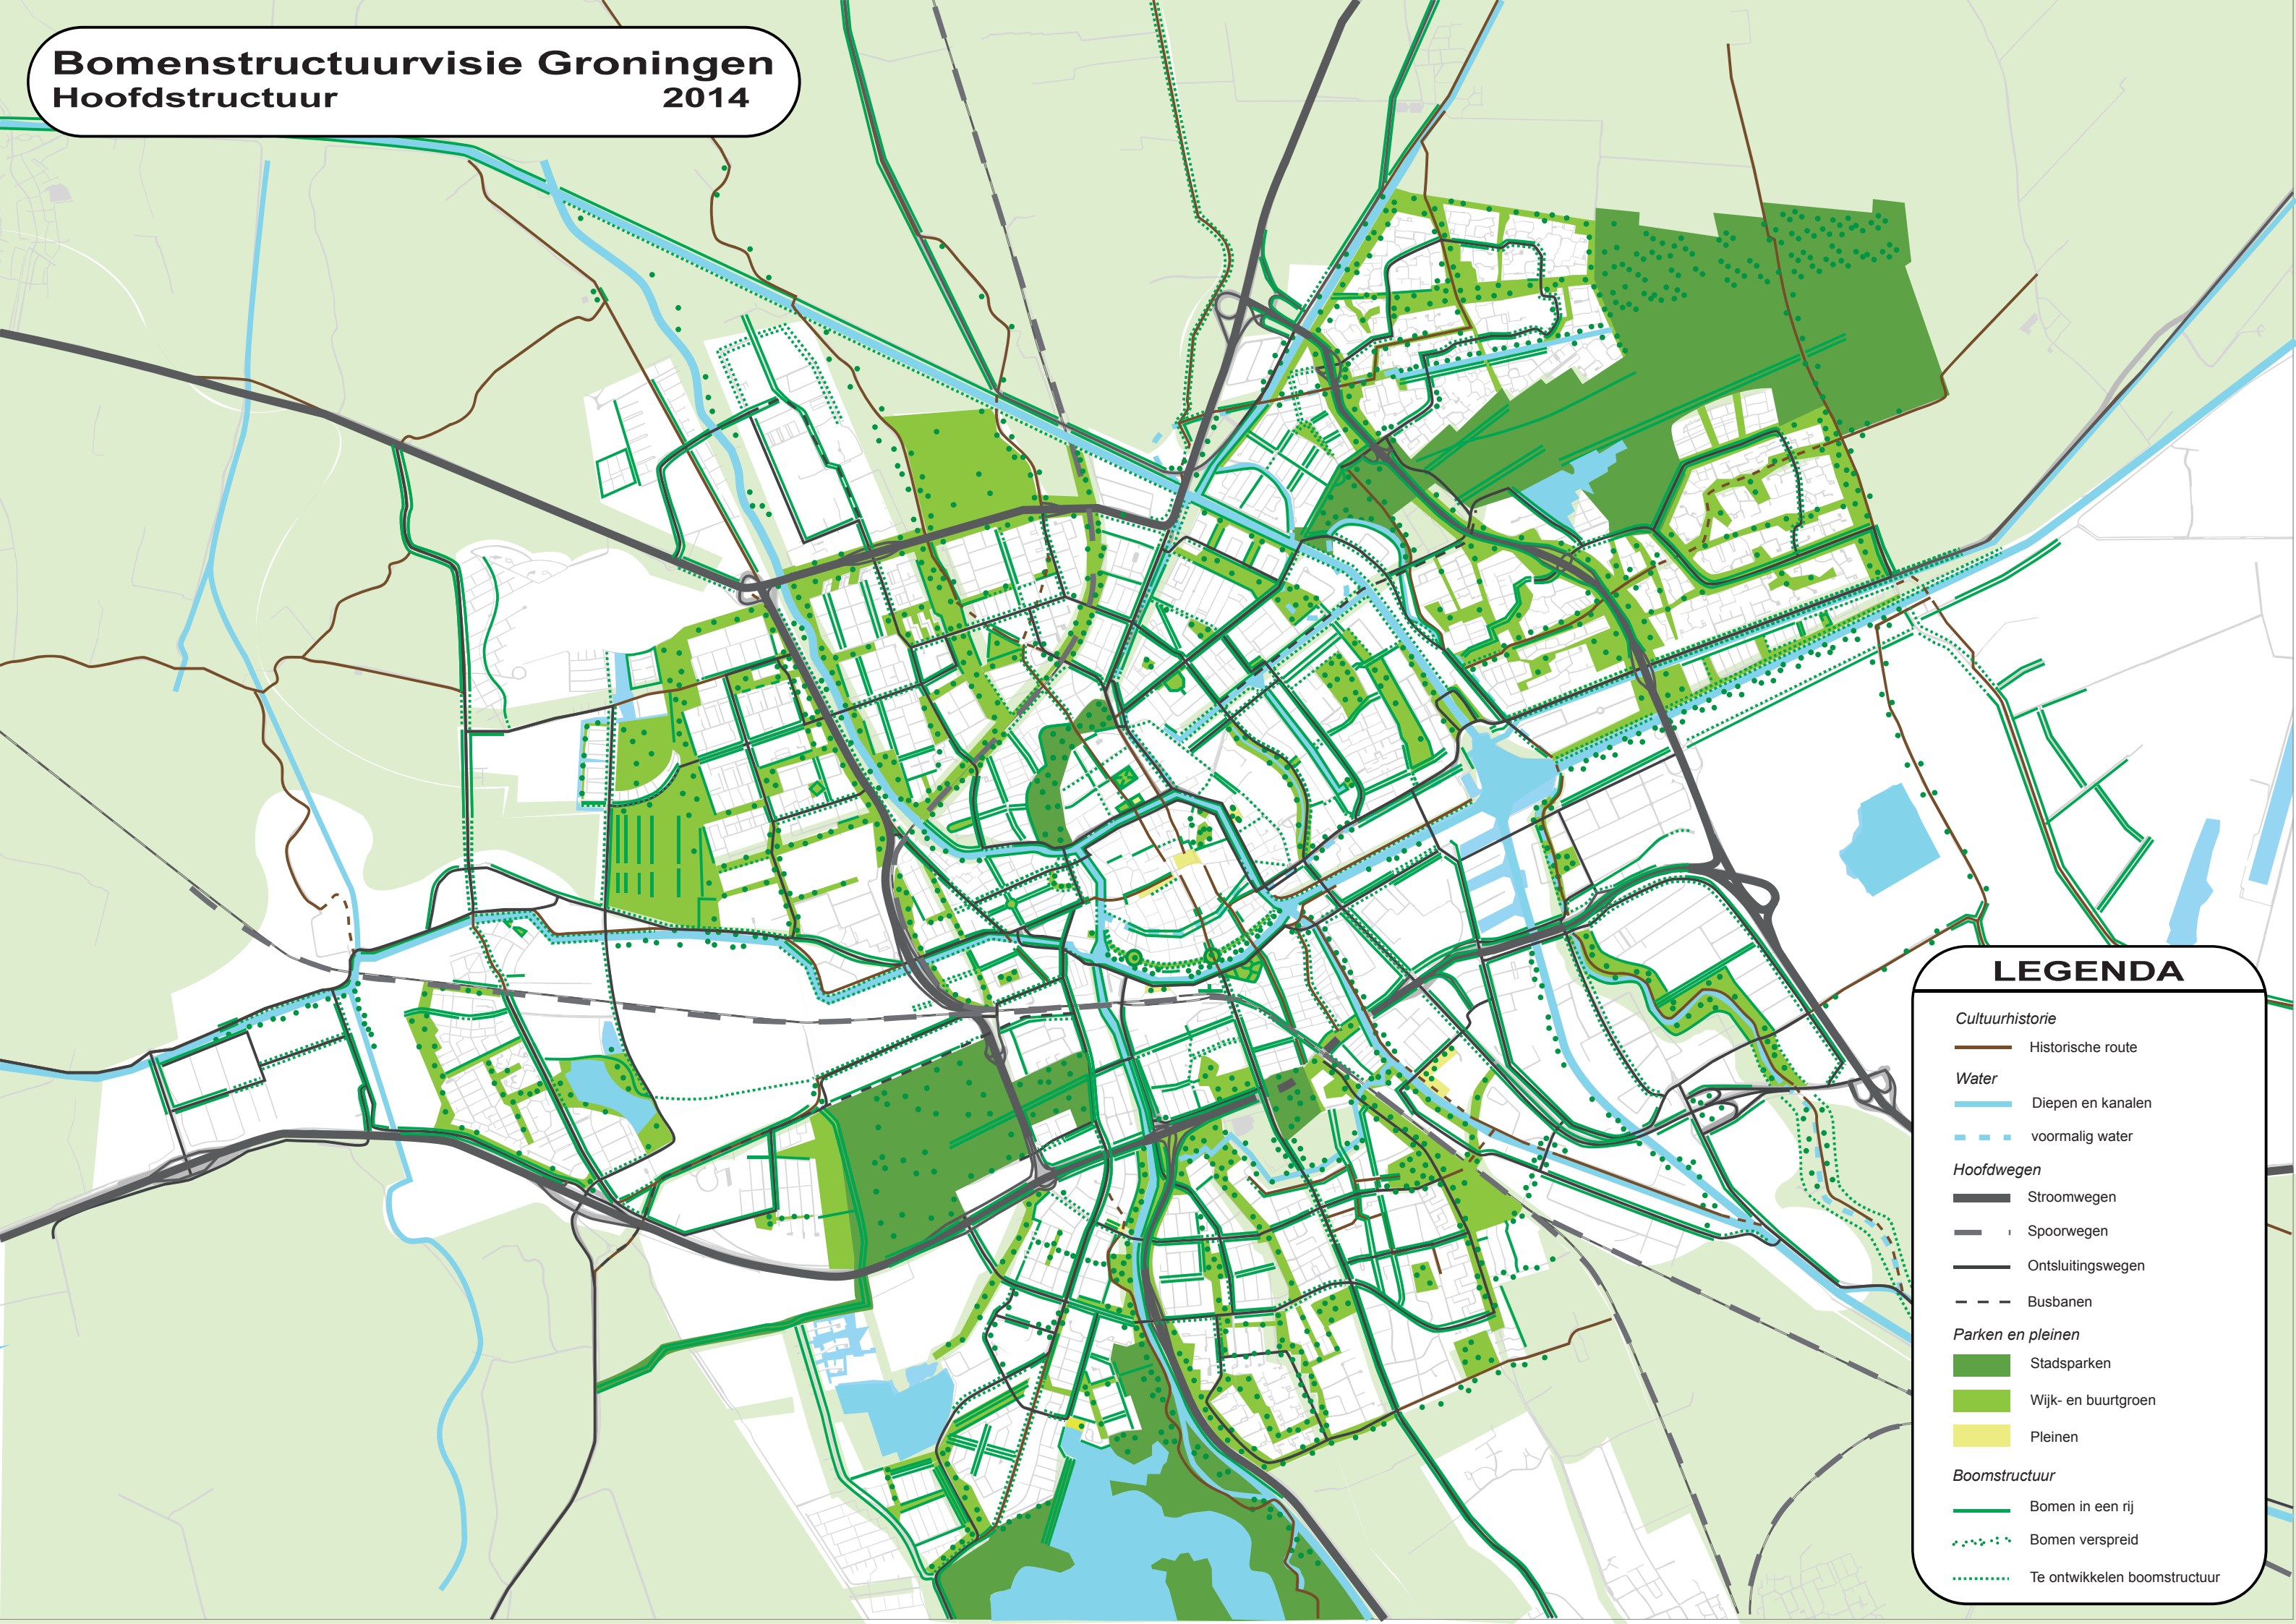 Bomenstructuurvisie Groningen
Hoofdstructuur 2014
LEGENDA
Cultuurhistorie
Historische route
Water
Diepen en kanalen
voormalig water
Hoofdwegen
Stroomwegen
Spoorwegen
Ontsluitingswegen
Busbanen
Parken en pleinen
Stadsparken
Wijk- en buurtgroen
Pleinen
Boomstructuur
Bomen in een rij
Bomen verspreid
Te ontwikkelen boomstructuur